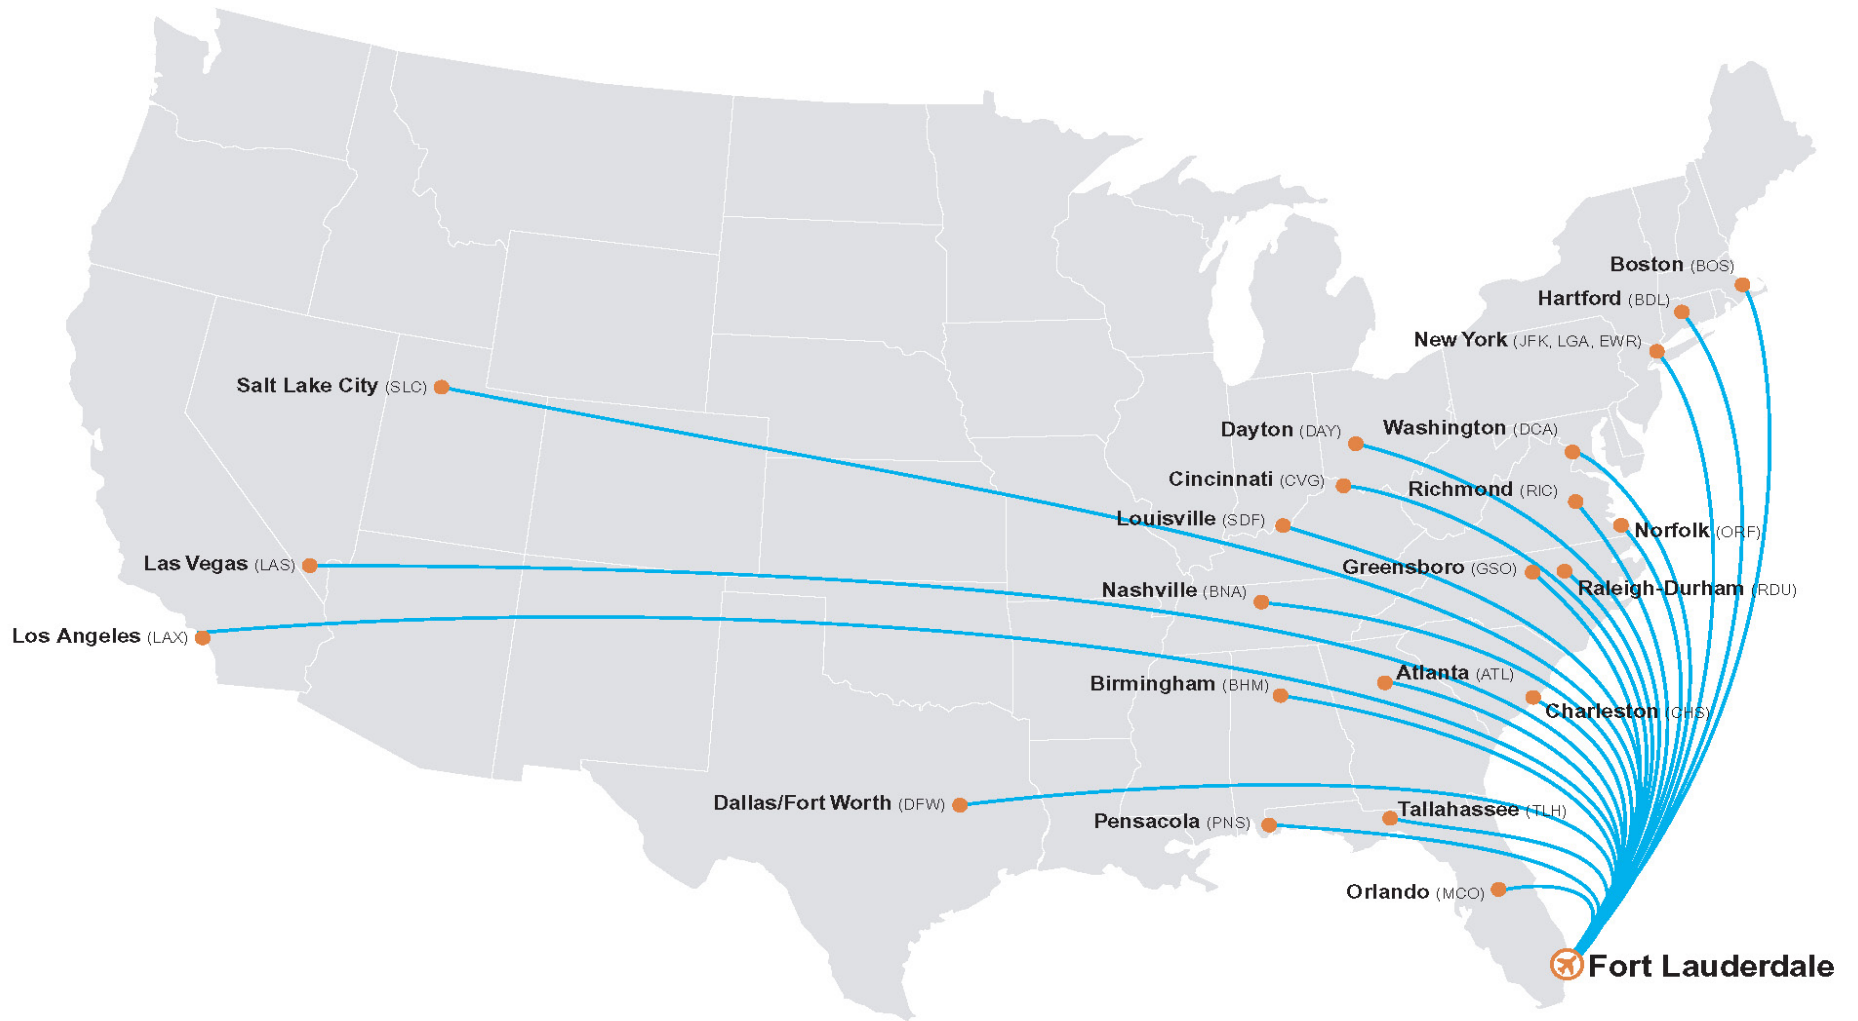 Boston (BOS)
Hartford (BDL)
New York (JFK, LGA, EWR)
Salt Lake City (SLC)
Dayton (DAY)
Washington (DCA)
Cincinnati (CVG)
Richmond (RIC)
Louisville (SDF)
Norfolk (ORF)
Las Vegas (LAS)
Greensboro (GSO)
Nashville (BNA)
Raleigh-Durham (RDU)
Los Angeles (LAX)
Atlanta (ATL)
Birmingham (BHM)
Charleston (CHS)
Dallas/Fort Worth (DFW)
Tallahassee (TLH)
Pensacola (PNS)
Orlando (MCO)
Fort Lauderdale